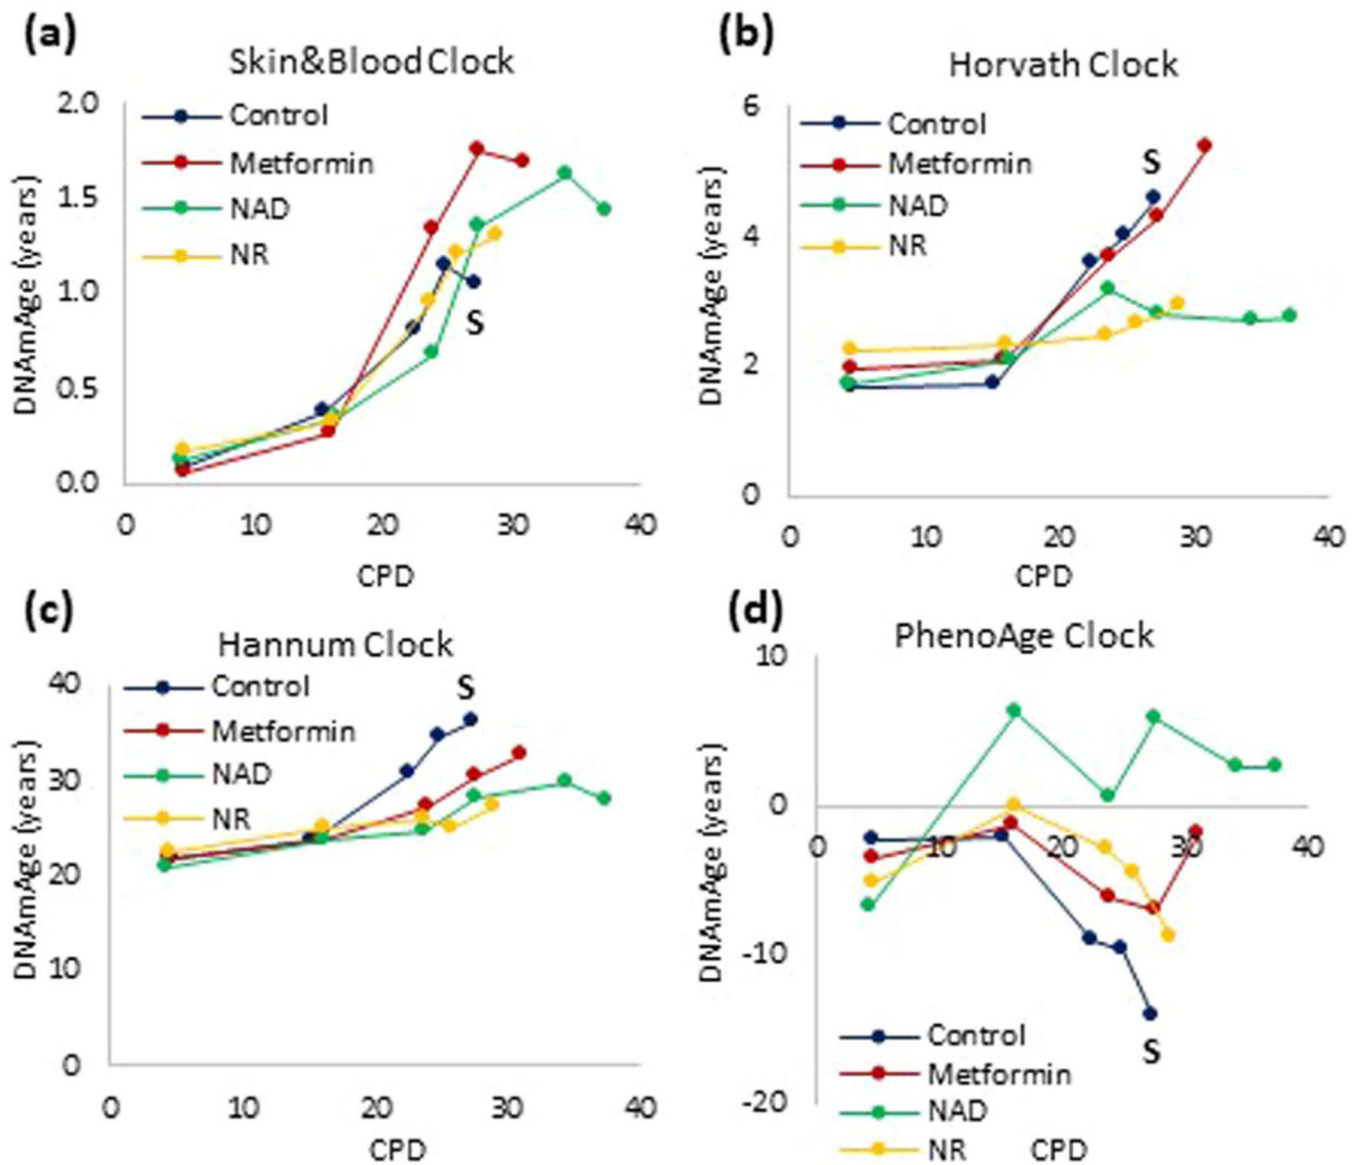 (a)
Skin&Blood Clock
2.0
1.5
1.0
0.5
0.0
DNAmAge (years)
Control
Metformin
NAD
NR
S
0 10 20 30 40
CPD
(b)
Horvath Clock
6
4
2
0
DNAmAge (years)
Control
Metformin
NAD
NR
S
0 10 20 30 40
CPD
(c)
Hannum Clock
40
30
20
10
0
DNAmAge (years)
Control
Metformin
NAD
NR
S
0 10 20 30 40
CPD
(d)
PhenoAge Clock
10
0
-10
-20
DNAmAge (years)
0 10 20 30 40
S
Control
Metformin
NAD
NR
CPD